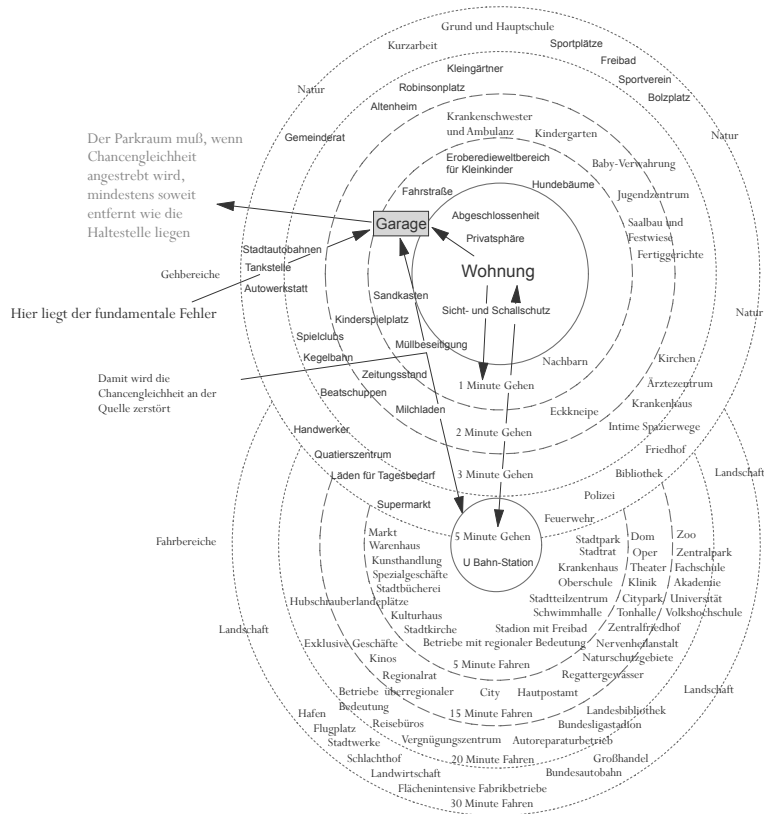 Grund und Hauptschule
Kurzarbeit
Sportplätze
Freibad
Kleingärtner
Sportverein
Robinsonplatz
Bolzplatz
Natur
Altenheim
Krankenschwester
und Ambulanz
Kindergarten
Natur
Gemeinderat
Der Parkraum muß, wenn
Chancengleichheit
angestrebt wird,
mindestens soweit
entfernt wie die
Haltestelle liegen
Eroberedieweltbereich
für Kleinkinder
Baby-Verwahrung
Fahrstraße
Hundebäume
Jugendzentrum
Garage
Abgeschlossenheit
Privatsphäre
Saalbau und
Festwiese
Fertiggerichte
Stadtautobahnen
Gehbereiche
Tankstelle
Autowerkstatt
Wohnung
Hier liegt der fundamentale Fehler
Sandkasten
Sicht- und Schallschutz
Natur
Kinderspielplatz
Spielclubs
Müllbeseitigung
Kegelbahn
Nachbarn
Kirchen
Damit wird die
Chancengleichheit an der
Quelle zerstört
Zeitungsstand
1 Minute Gehen
Ärztezentrum
Beatschuppen
Milchladen
Eckkneipe
Krankenhaus
Handwerker
2 Minute Gehen
Intime Spazierwege
Quatierszentrum
Friedhof
Läden für Tagesbedarf
3 Minute Gehen
Bibliothek
Landschaft
Supermarkt
Polizei
Feuerwehr
Fahrbereiche
5 Minute Gehen
U Bahn-Station
Markt
Warenhaus
Kunsthandlung
Spezialgeschäfte
Stadtbücherei
Stadtpark
Dom
Zoo
Stadtrat
Oper
Zentralpark
Krankenhaus
Theater
Fachschule
Oberschule
Klinik
Akademie
Hubschrauberlandeplätze
Stadtteilzentrum
Citypark
Universität
Kulturhaus
Schwimmhalle
Tonhalle
Volkshochschule
Landschaft
Stadtkirche
Stadion mit Freibad
Zentralfriedhof
Exklusive Geschäfte
Betriebe mit regionaler Bedeutung
Nervenheilanstalt
Kinos
5 Minute Fahren
Naturschutzgebiete
Regionalrat
Regattergewässer
Betriebe überregionaler
Bedeutung
City
Hautpostamt
Landschaft
Hafen
15 Minute Fahren
Landesbibliothek
Flugplatz
Reisebüros
Bundesligastadion
Stadtwerke
Vergnügungszentrum
Autoreparaturbetrieb
Schlachthof
20 Minute Fahren
Großhandel
Landwirtschaft
Bundesautobahn
Flächenintensive Fabrikbetriebe
30 Minute Fahren